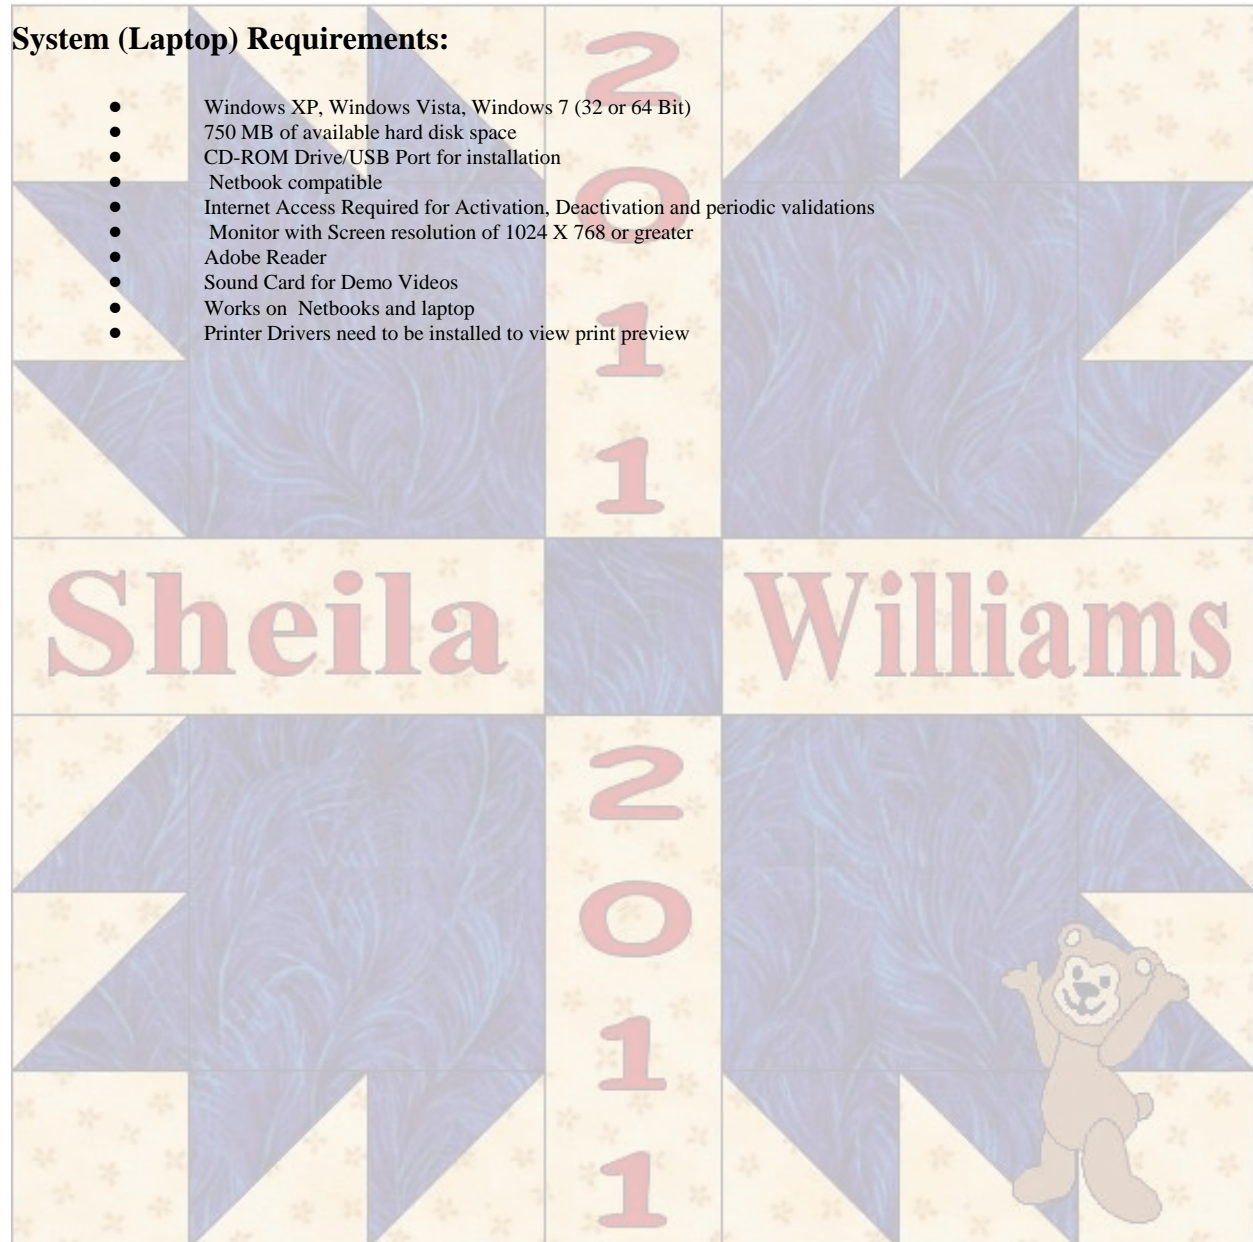 System (Laptop) Requirements:
● Windows XP, Windows Vista, Windows 7 (32 or 64 Bit)
● 750 MB of available hard disk space
● CD-ROM Drive/USB Port for installation
● Netbook compatible
● Internet Access Required for Activation, Deactivation and periodic validations
● Monitor with Screen resolution of 1024 X 768 or greater
● Adobe Reader
● Sound Card for Demo Videos
● Works on Netbooks and laptop
● Printer Drivers need to be installed to view print preview
2
0
1
1
Sheila Williams
2
0
1
1